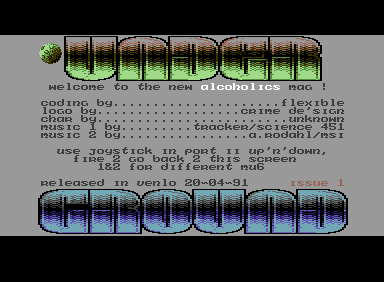 UNDER
welcome to the new alcoholics mag !
coding by.....................flexible
logo by..................crime de'sign
char by........................unknown
music 1 by.........tracker/science 451
music 2 by...............a.rodahl/msi
use joystick in port ii up'n'down,
fire 2 go back 2 this screen
1&2 for different mu6
released in venlo 20-04-91 issue 1
GROUND